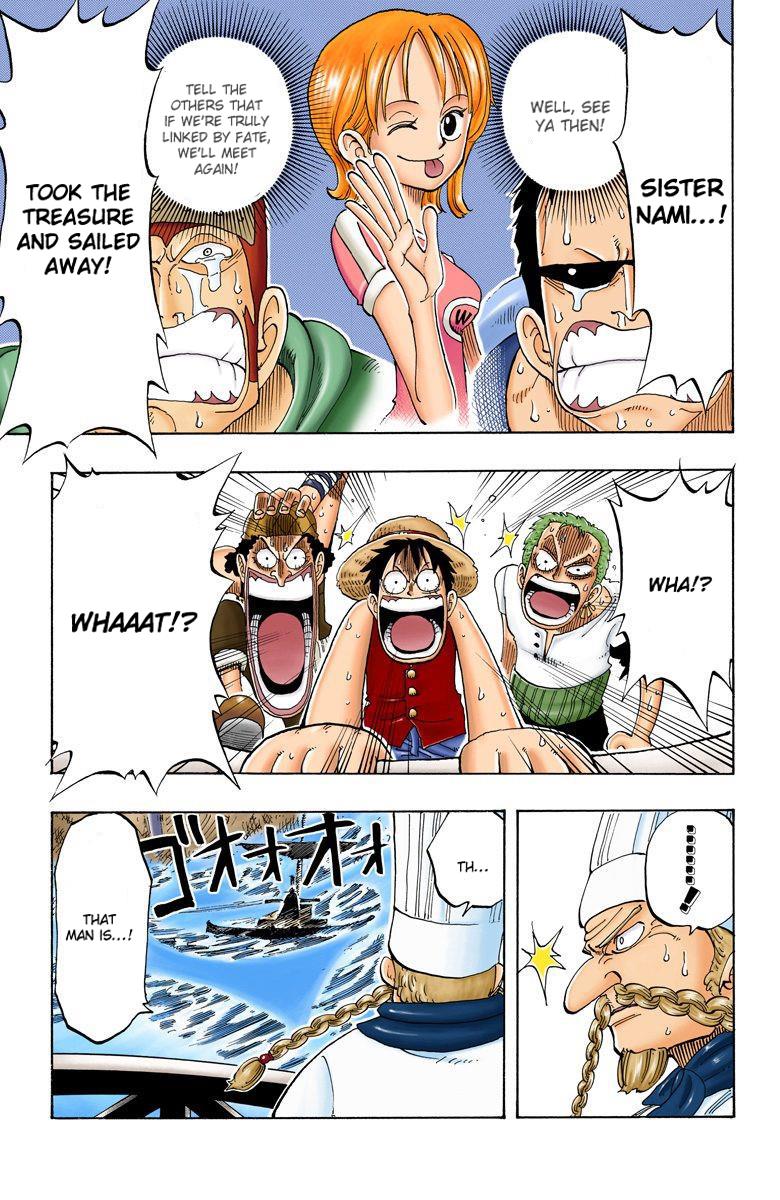 SISTER
NAMI...!
WELL, SEE
YA THEN!
W
TELL THE
OTHERS THAT
IF WE'RE TRULY
LINKED BY FATE,
WE'LL MEET
AGAIN!
TOOK THE
TREASURE
AND SAILED
AWAY!
WHA!?
WHAAAT!?
........!
TH...
ゴオオオオ
THAT
MAN IS...!